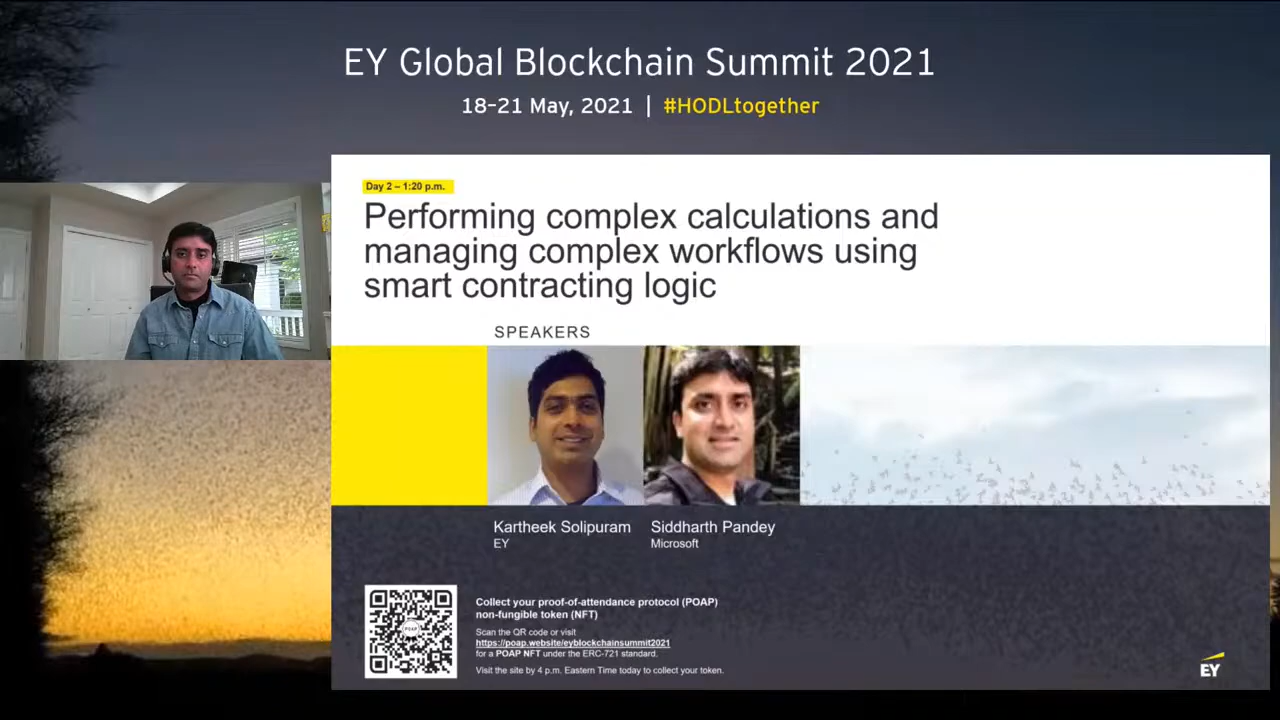 EY Global Blockchain Summit 2021
18–21 May, 2021 | #HODLtogether
Day 2 – 1:20 p.m.
Performing complex calculations and
managing complex workflows using
smart contracting logic
SPEAKERS
Kartheek Solipuram
EY
Siddharth Pandey
Microsoft
POAP
Collect your proof-of-attendance protocol (POAP)
non-fungible token (NFT)
Scan the QR code or visit
https://poap.website/eyblockchainsummit2021
for a POAP NFT under the ERC-721 standard.
Visit the site by 4 p.m. Eastern Time today to collect your token.
EY